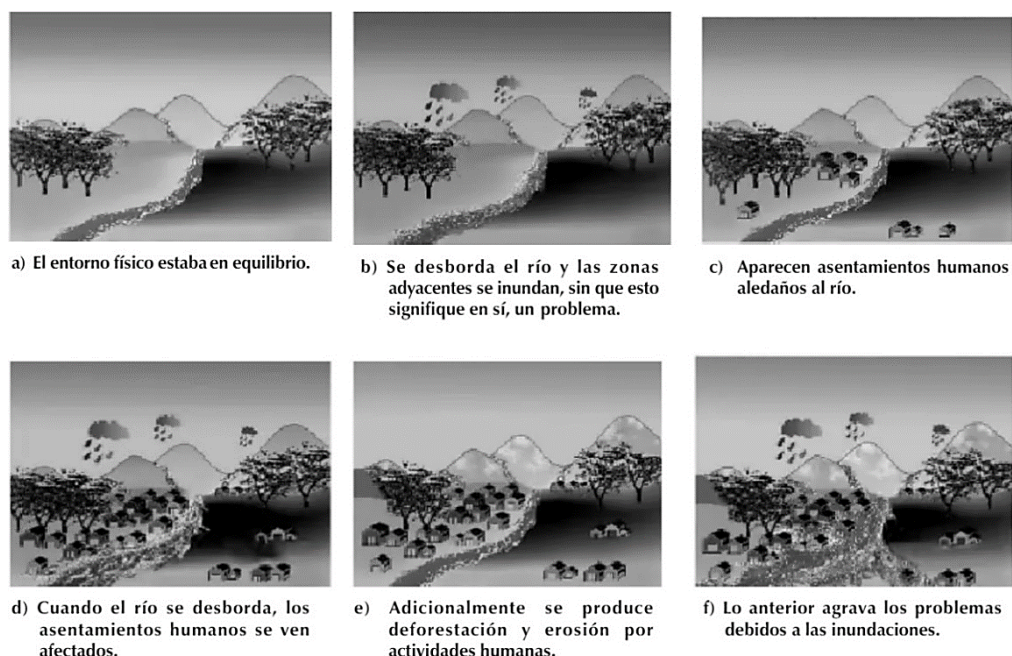 a) El entorno físico estaba en equilibrio.
b) Se desborda el río y las zonas
adyacentes se inundan, sin que esto
signifique en sí, un problema.
c) Aparecen asentamientos humanos
aledaños al río.
d) Cuando el río se desborda, los
asentamientos humanos se ven
afectados.
e) Adicionalmente se produce
deforestación y erosión por
actividades humanas.
f) Lo anterior agrava los problemas
debidos a las inundaciones.